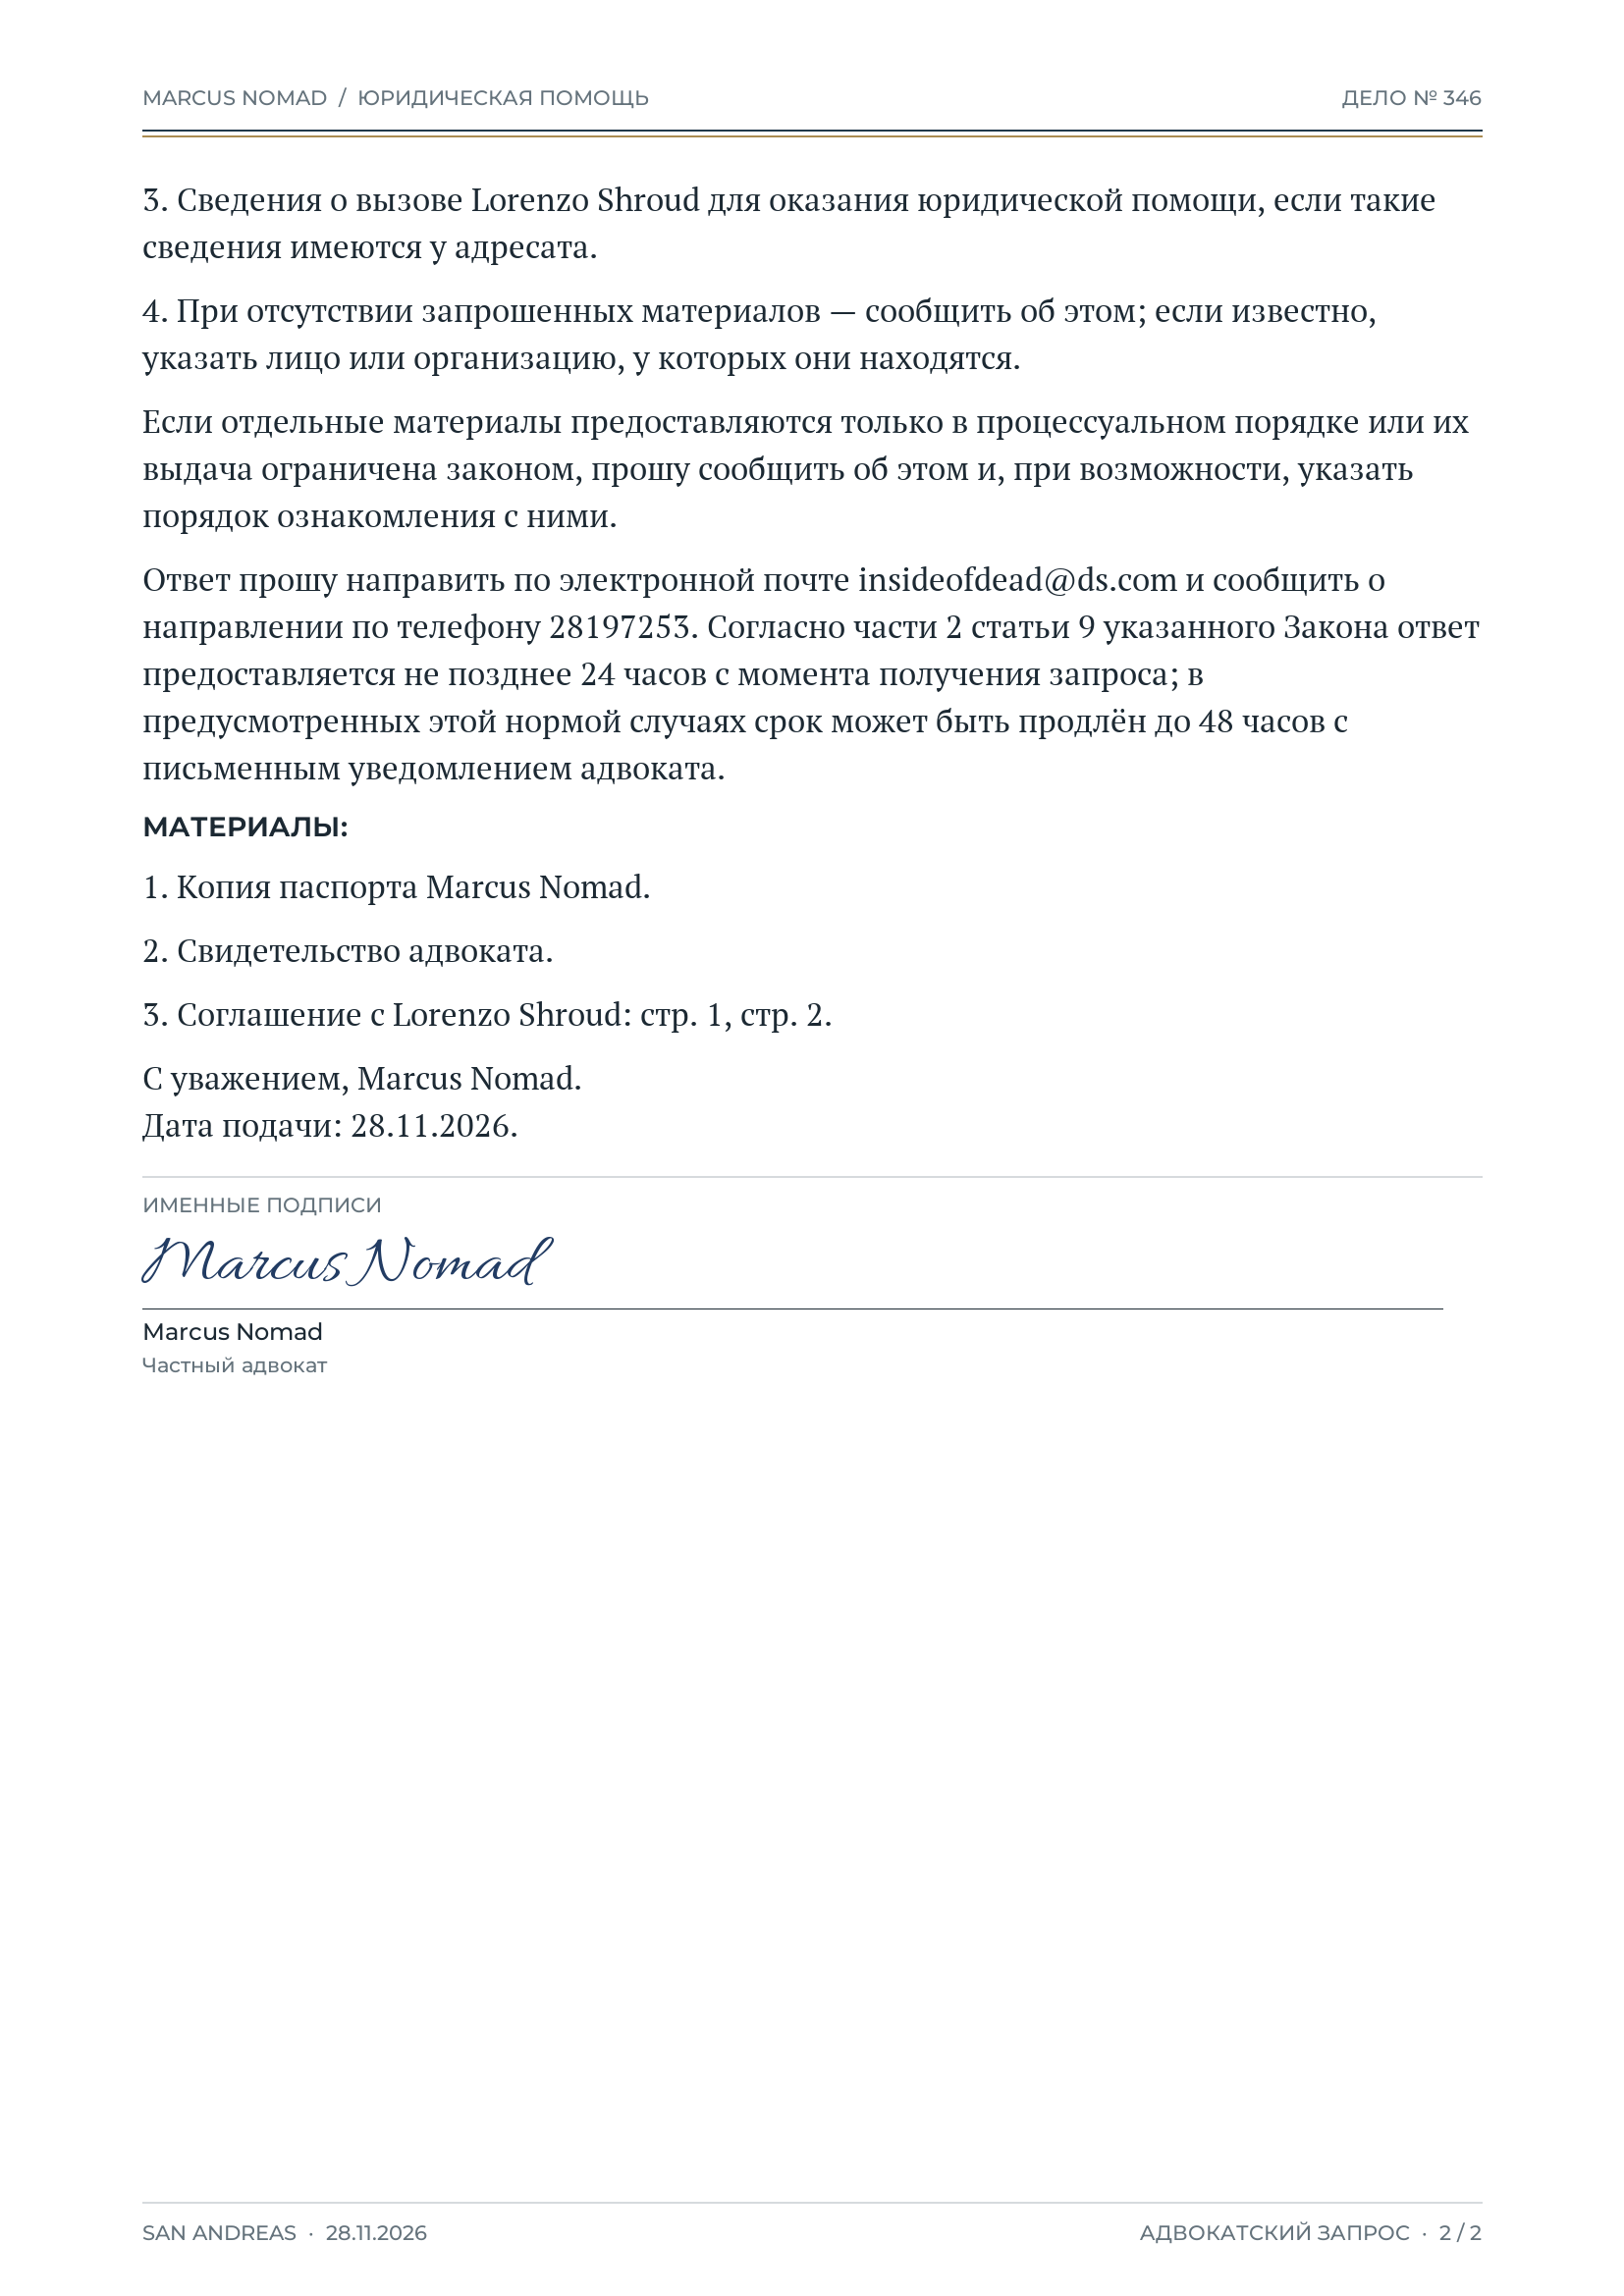 MARCUS NOMAD / ЮРИДИЧЕСКАЯ ПОМОЩЬ
ДЕЛО № 346
3. Сведения о вызове Lorenzo Shroud для оказания юридической помощи, если такие
сведения имеются у адресата.
4. При отсутствии запрошенных материалов — сообщить об этом; если известно,
указать лицо или организацию, у которых они находятся.
Если отдельные материалы предоставляются только в процессуальном порядке или их
выдача ограничена законом, прошу сообщить об этом и, при возможности, указать
порядок ознакомления с ними.
Ответ прошу направить по электронной почте insideofdead@ds.com и сообщить о
направлении по телефону 28197253. Согласно части 2 статьи 9 указанного Закона ответ
предоставляется не позднее 24 часов с момента получения запроса; в
предусмотренных этой нормой случаях срок может быть продлён до 48 часов с
письменным уведомлением адвоката.
МАТЕРИАЛЫ:
1. Копия паспорта Marcus Nomad.
2. Свидетельство адвоката.
3. Соглашение с Lorenzo Shroud: стр. 1, стр. 2.
С уважением, Marcus Nomad.
Дата подачи: 28.11.2026.
ИМЕННЫЕ ПОДПИСИ
Marcus Nomad
Marcus Nomad
Частный адвокат
SAN ANDREAS · 28.11.2026
АДВОКАТСКИЙ ЗАПРОС · 2 / 2